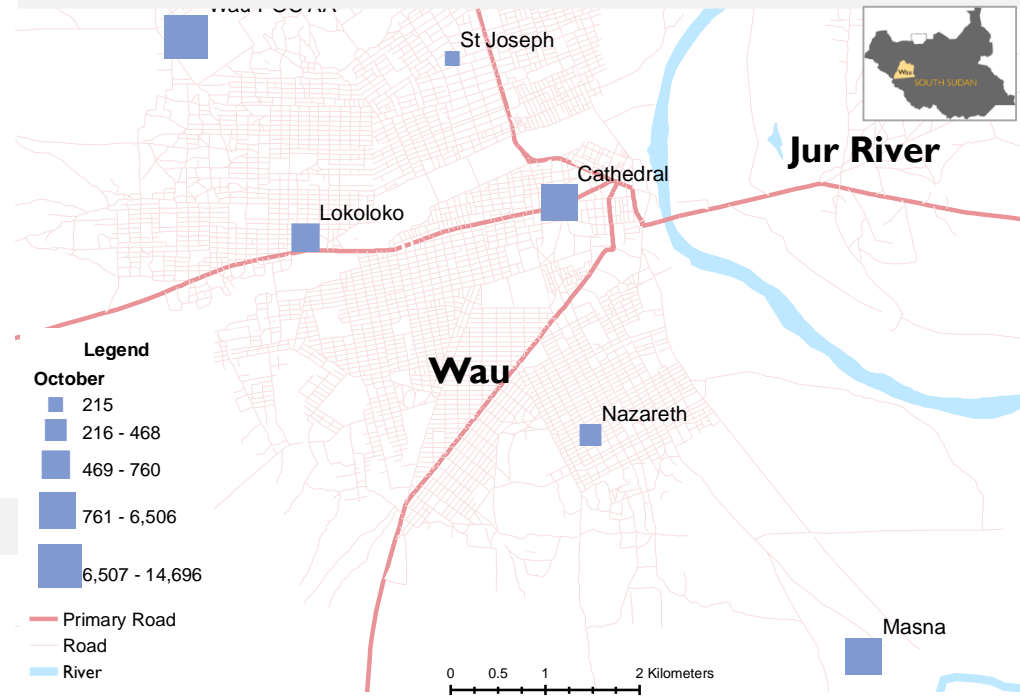 St Joseph
Wau
SOUTH SUDAN
Jur River
Cathedral
Lokoloko
Legend
October
215
216 - 468
469 - 760
761 - 6,506
6,507 - 14,696
Primary Road
Road
River
Wau
Nazareth
Masna
0 0.5 1 2 Kilometers